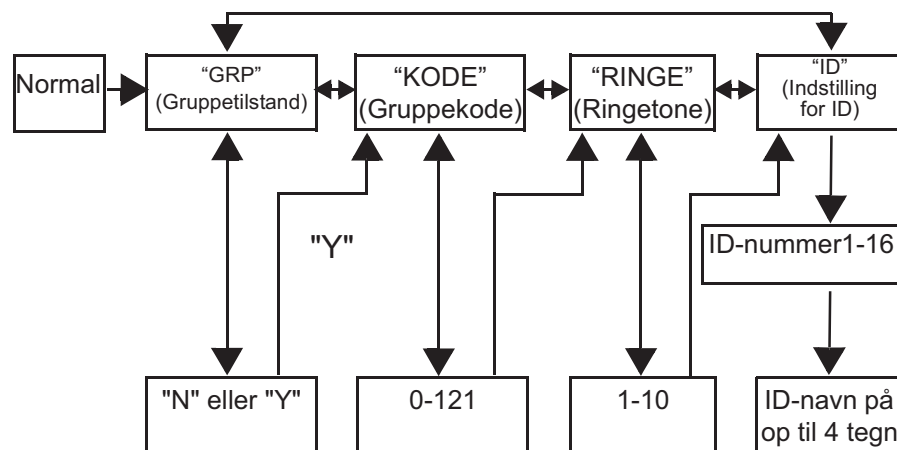 Normal
“GRP”
(Gruppetilstand)
“KODE”
(Gruppekode)
“RINGE”
(Ringetone)
“ID”
(Indstilling
for ID)
"Y"
ID-nummer1-16
"N" eller "Y"
0-121
1-10
ID-navn på
op til 4 tegn